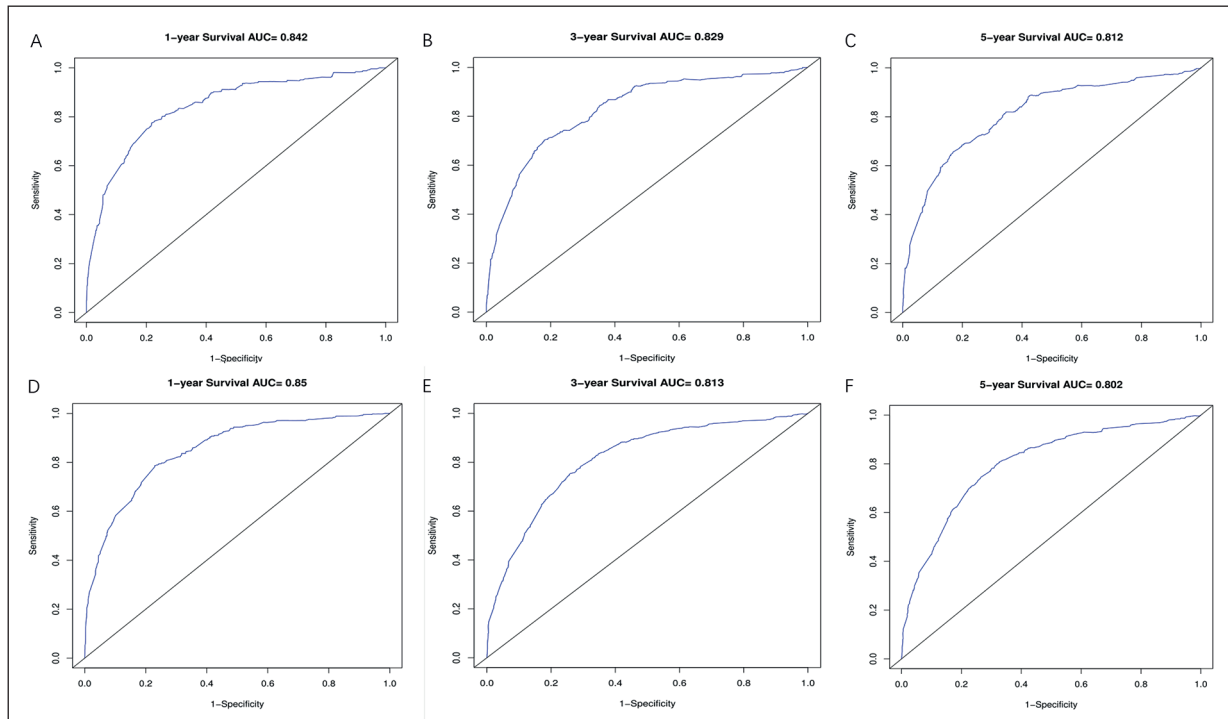 A
1-year Survival AUC= 0.842
Sensitivity
0.0 0.2 0.4 0.6 0.8 1.0
0.0 0.2 0.4 0.6 0.8 1.0
1-Specificity
B
3-year Survival AUC= 0.829
Sensitivity
0.0 0.2 0.4 0.6 0.8 1.0
0.0 0.2 0.4 0.6 0.8 1.0
1-Specificity
C
5-year Survival AUC= 0.812
Sensitivity
0.0 0.2 0.4 0.6 0.8 1.0
0.0 0.2 0.4 0.6 0.8 1.0
1-Specificity
D
1-year Survival AUC= 0.85
Sensitivity
0.0 0.2 0.4 0.6 0.8 1.0
0.0 0.2 0.4 0.6 0.8 1.0
1-Specificity
E
3-year Survival AUC= 0.813
Sensitivity
0.0 0.2 0.4 0.6 0.8 1.0
0.0 0.2 0.4 0.6 0.8 1.0
1-Specificity
F
5-year Survival AUC= 0.802
Sensitivity
0.0 0.2 0.4 0.6 0.8 1.0
0.0 0.2 0.4 0.6 0.8 1.0
1-Specificity